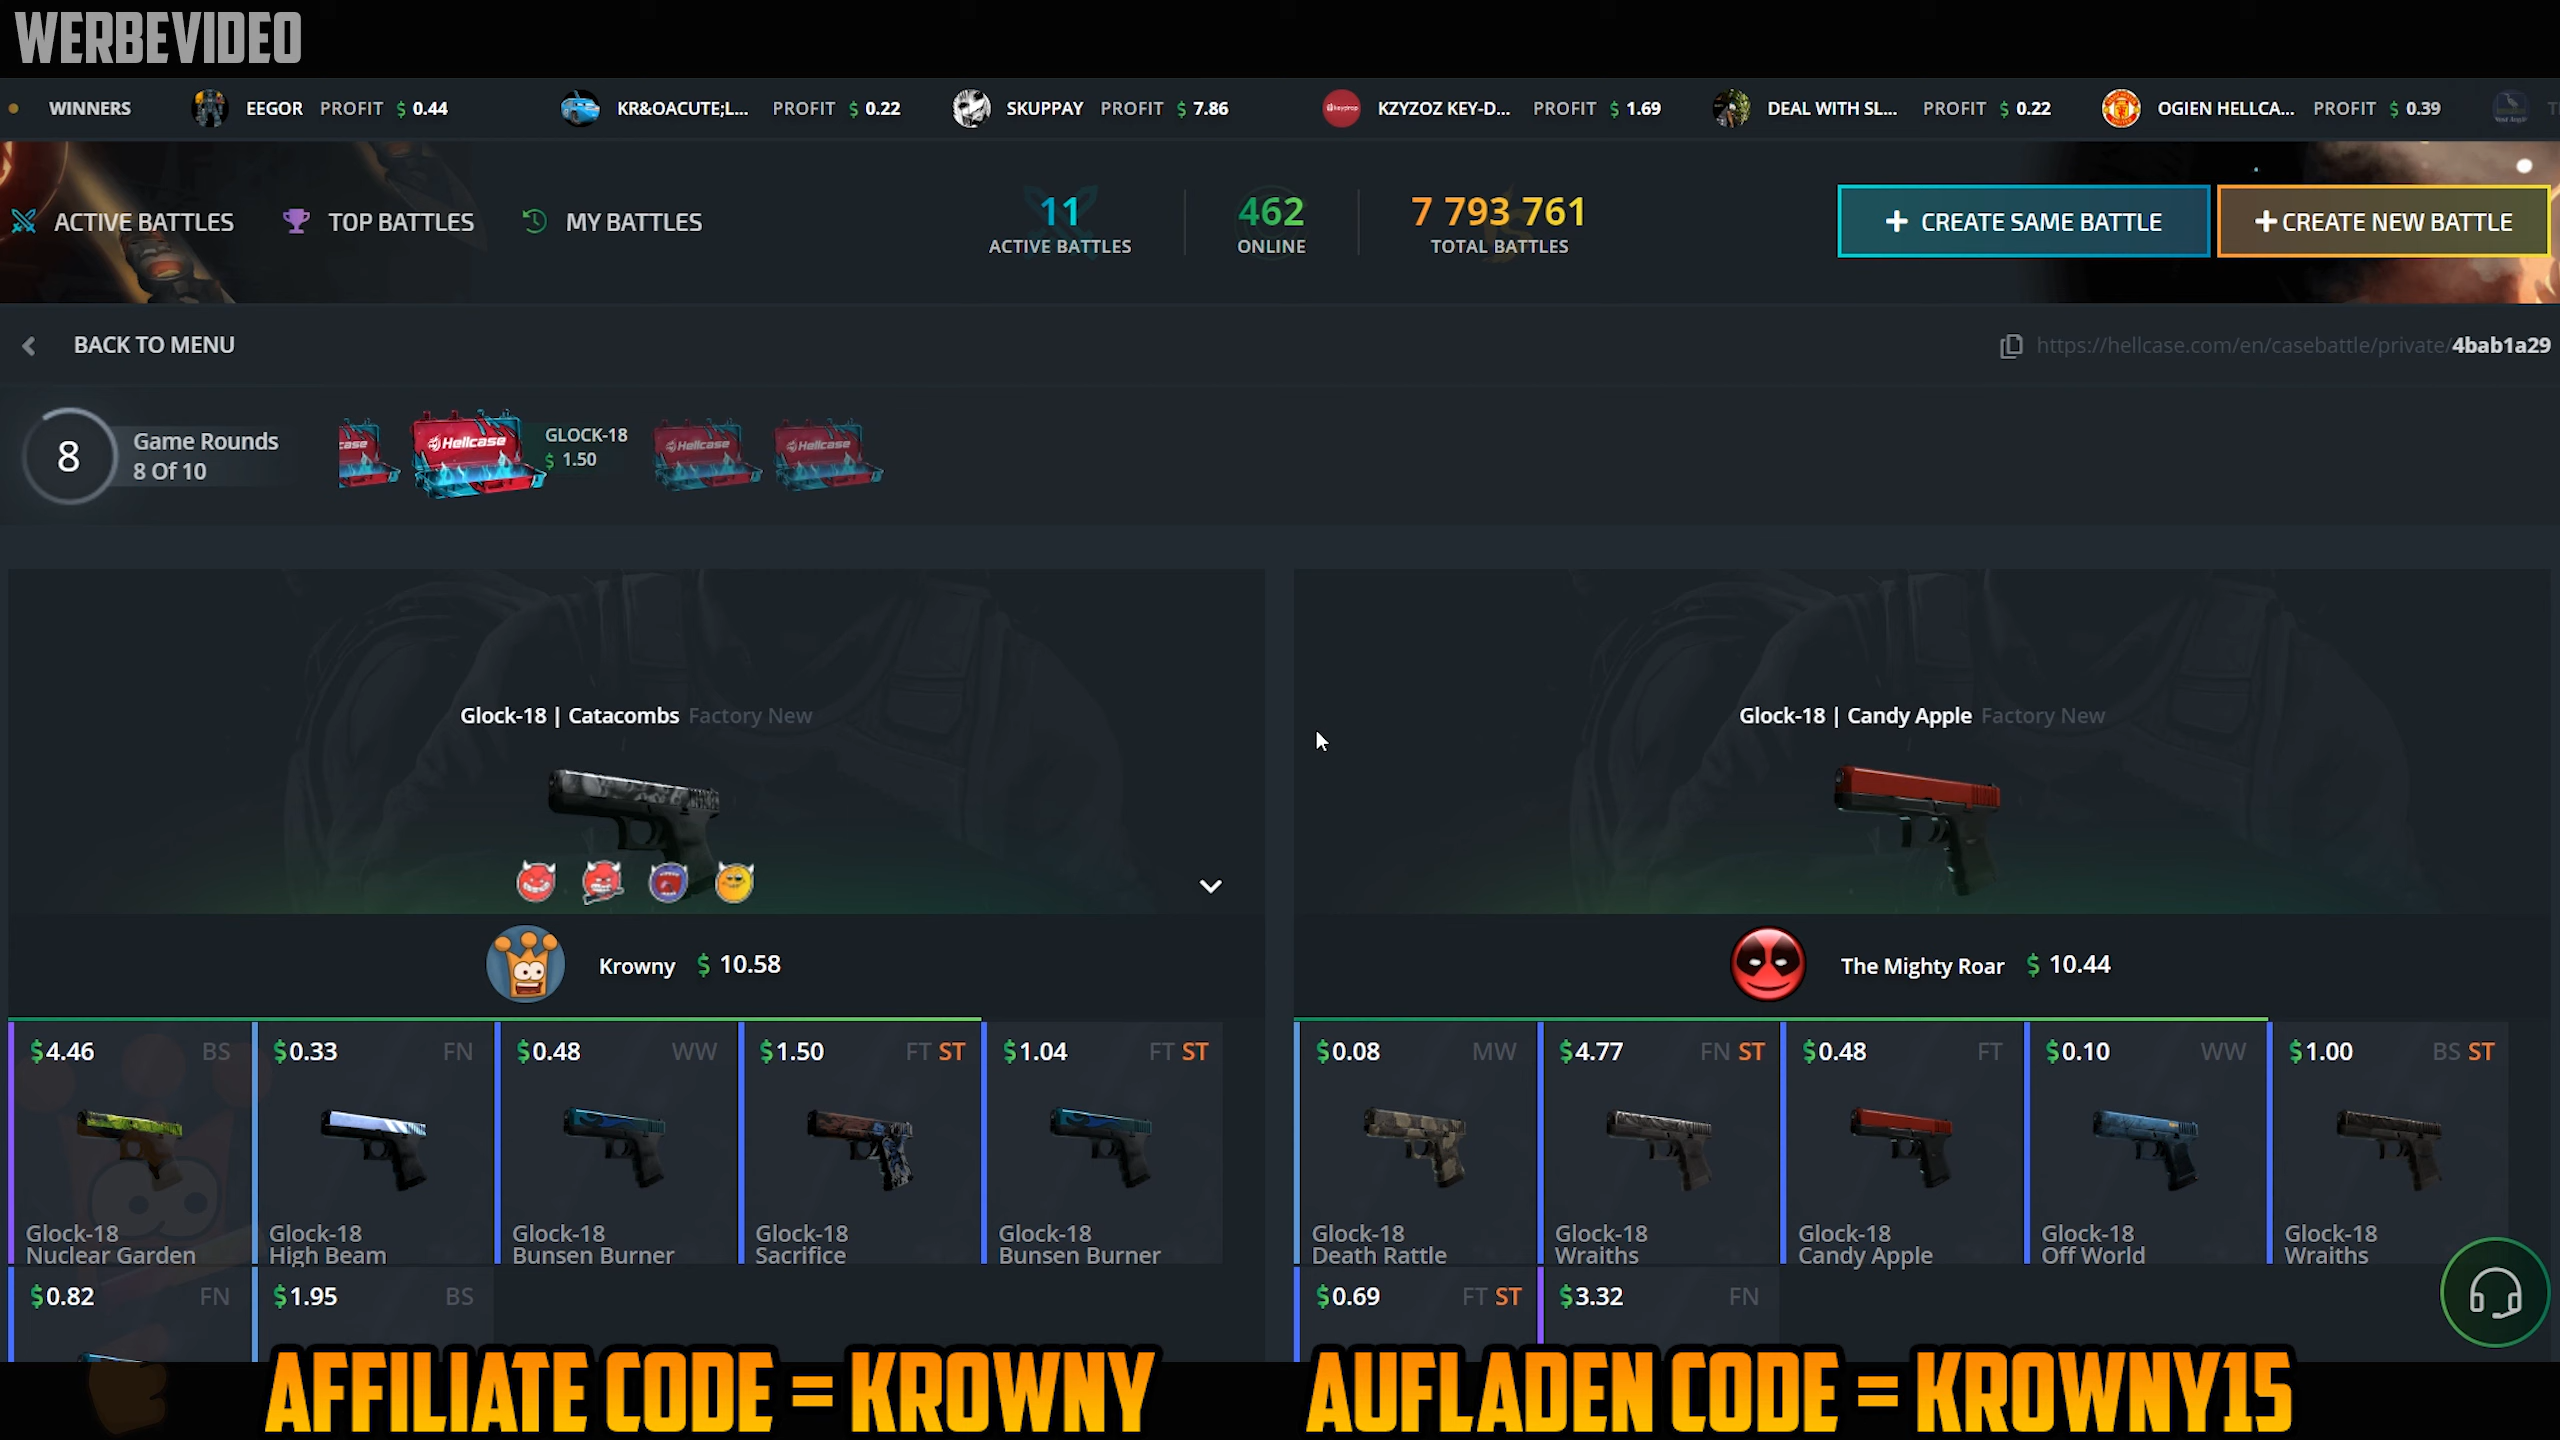 WERBEVIDEO
WINNERS EEGOR PROFIT $ 0.44 KR&OACUTE;L... PROFIT $ 0.22 SKUPPAY PROFIT $ 7.86 KZYZOZ KEY-D... PROFIT $ 1.69 DEAL WITH SL... PROFIT $ 0.22 OGIEN HELLCA... PROFIT $ 0.39
ACTIVE BATTLES TOP BATTLES MY BATTLES
11 ACTIVE BATTLES
462 ONLINE
7 793 761 TOTAL BATTLES
+ CREATE SAME BATTLE + CREATE NEW BATTLE
BACK TO MENU https://hellcase.com/en/casebattle/private/4bab1a29
8 Game Rounds
8 Of 10
case Hellcase Hellcase Hellcase
GLOCK-18
$ 1.50
Glock-18 | Catacombs Factory New
Glock-18 | Candy Apple Factory New
Krowny $ 10.58
The Mighty Roar $ 10.44
$4.46 BS $0.33 FN $0.48 WW $1.50 FT ST $1.04 FT ST
Glock-18 Glock-18 Glock-18 Glock-18 Glock-18
Nuclear Garden High Beam Bunsen Burner Sacrifice Bunsen Burner
$0.82 FN $1.95 BS
$0.08 MW $4.77 FN ST $0.48 FT $0.10 WW $1.00 BS ST
Glock-18 Glock-18 Glock-18 Glock-18 Glock-18
Death Rattle Wraiths Candy Apple Off World Wraiths
$0.69 FT ST $3.32 FN
AFFILIATE CODE = KROWNY AUFLADEN CODE = KROWNY15